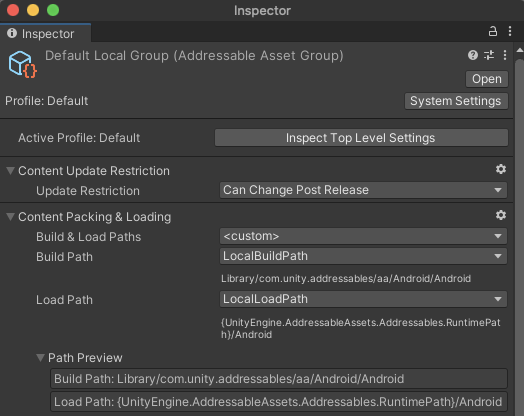 Inspector
Inspector
Default Local Group (Addressable Asset Group)
Open
Profile: Default
System Settings
Active Profile: Default
Inspect Top Level Settings
Content Update Restriction
Update Restriction
Can Change Post Release
Content Packing & Loading
Build & Load Paths
<custom>
Build Path
LocalBuildPath
Library/com.unity.addressables/aa/Android/Android
Load Path
LocalLoadPath
{UnityEngine.AddressableAssets.Addressables.RuntimePat
h}/Android
Path Preview
Build Path: Library/com.unity.addressables/aa/Android/Android
Load Path: {UnityEngine.AddressableAssets.Addressables.RuntimePath}/Android